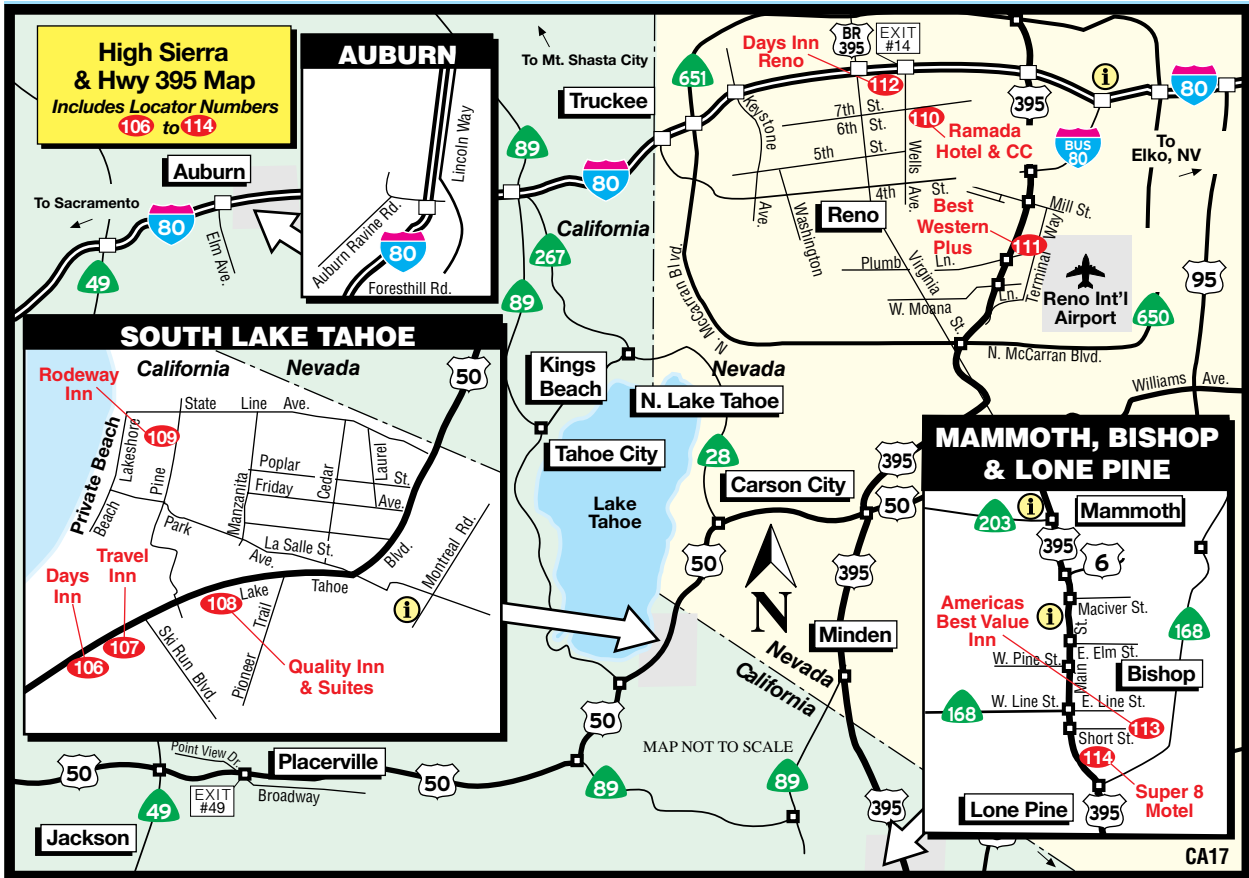 High Sierra
& Hwy 395 Map
Includes Locator Numbers
106 to 114
AUBURN
Lincoln Way
Auburn Ravine Rd.
80
Foresthill Rd.
To Mt. Shasta City
Truckee
Auburn
To Sacramento
80
Elm Ave.
49
89
80
California
267
89
651
BR
395
EXIT
#14
Days Inn
Reno
112
395
80
Keystone
Ave.
7th St.
6th St.
5th St.
4th St.
110
Ramada
Hotel & CC
BUS
80
To
Elko, NV
Wells
Ave.
Washington
Reno
Best
Western
Plus
111
Mill St.
Terminal Way
Virginia
St.
Plumb Ln.
W. Moana Ln.
Reno Int'l
Airport
95
650
N. McCarran Blvd.
N. McCarran Blvd.
Williams Ave.
SOUTH LAKE TAHOE
California
Nevada
50
Rodeway
Inn
109
State Line Ave.
Private Beach
Lakeshore
Beach
Pine
Park
Ave.
Manzanita
Poplar
St.
Friday
Ave.
Cedar
Laurel
La Salle St.
Lake Tahoe Blvd.
Montreal Rd.
Travel
Inn
Days
Inn
106
107
108
Quality Inn
& Suites
Ski Run Blvd.
Pioneer Trail
Kings
Beach
Nevada
N. Lake Tahoe
Tahoe City
Lake
Tahoe
28
Carson City
395
50
50
395
N
Minden
Nevada
California
50
MAP NOT TO SCALE
89
89
395
50
Point View Dr.
Placerville
EXIT
#49
Broadway
50
49
Jackson
MAMMOTH, BISHOP
& LONE PINE
203
Mammoth
395
6
Maciver St.
Americas
Best Value
Inn
168
Main St.
E. Elm St.
W. Pine St.
Bishop
W. Line St.
E. Line St.
168
113
Short St.
114
Super 8
Motel
Lone Pine
395
CA17